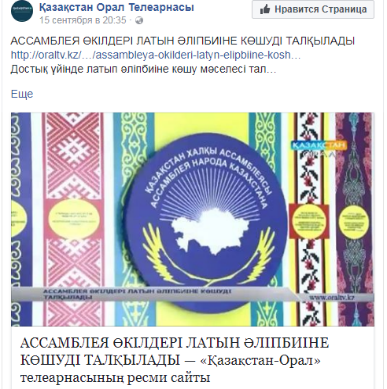 Қазақстан Орал Телеарнасы
15 сентября в 20:35
Нравится Страница
АССАМБЛЕЯ ӨКІЛДЕРІ ЛАТЫН ӘЛІПБИІНЕ КӨШУДІ ТАЛҚЫЛАДЫ
http://oraltv.kz/…/assambleya-okilderi-latyn-elipbiine-kosh…
Достық үйінде латып әліпбиіне көшу мәселесі тал…
Еще
ҚАЗАҚСТАН
ҚАЗАҚСТАН ХАЛҚЫ АССАМБЛЕЯСЫ
АССАМБЛЕЯ НАРОДА КАЗАХСТАНА
АССАМБЛЕЯ ӨКІЛДЕРІ ЛАТЫН ӘЛІПБИІНЕ КӨШУДІ
ТАЛҚЫЛАДЫ
www.oraltv.kz
АССАМБЛЕЯ ӨКІЛДЕРІ ЛАТЫН ӘЛІПБИІНЕ
КӨШУДІ ТАЛҚЫЛАДЫ — «Қазақстан-Орал»
телеарнасының ресми сайты